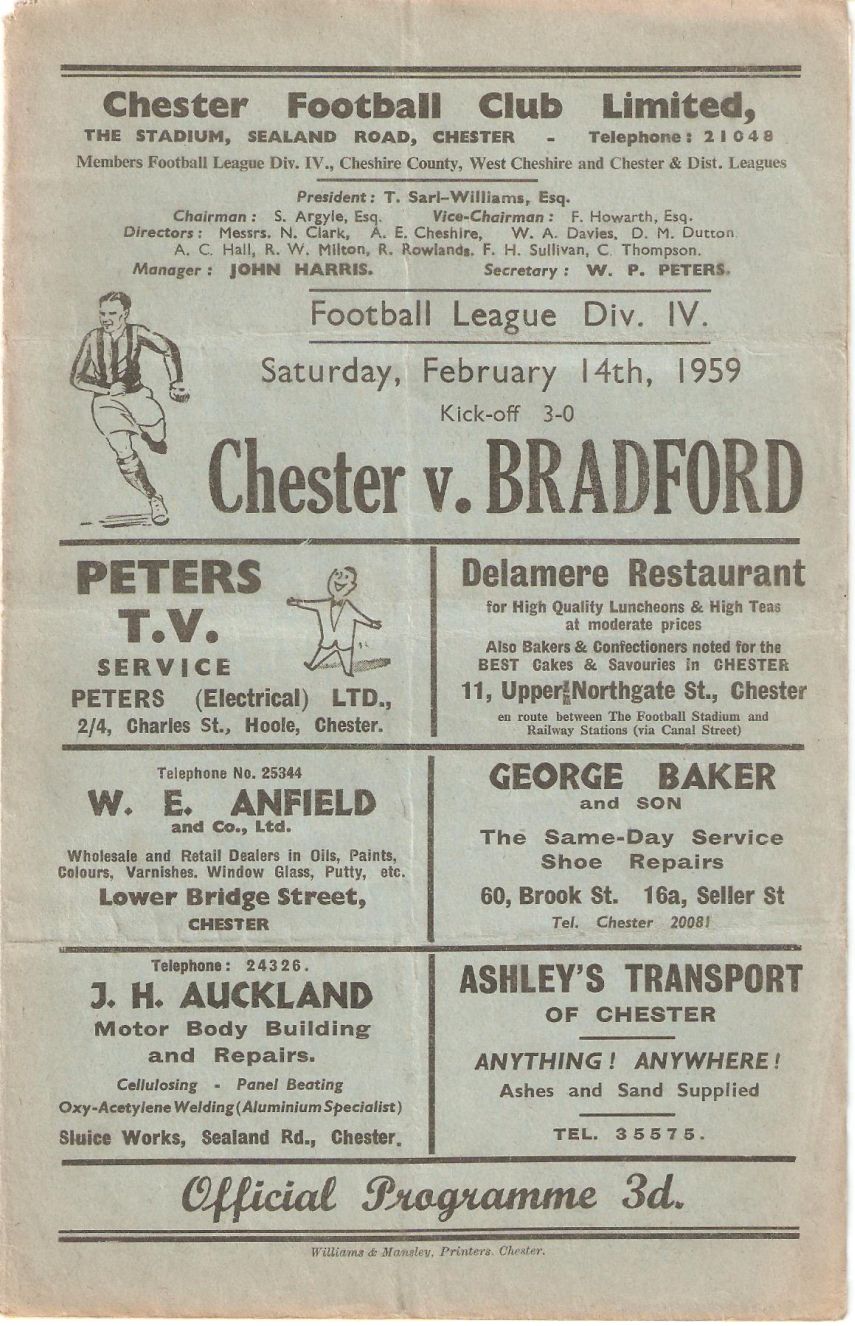 Chester Football Club Limited,
THE STADIUM, SEALAND ROAD, CHESTER - Telephone: 21048
Members Football League Div. IV., Cheshire County, West Cheshire and Chester & Dist. Leagues
President: T. Sarl-Williams, Esq.
Chairman: S. Argyle, Esq. Vice-Chairman: F. Howarth, Esq.
Directors: Messrs. N. Clark, A. E. Cheshire, W. A. Davies, D. M. Dutton
A. C. Hall, R. W. Milton, R. Rowlands. F. H. Sullivan, C. Thompson.
Manager: JOHN HARRIS. Secretary: W. P. PETERS.
Football League Div. IV.
Saturday, February 14th, 1959
Kick-off 3-0
Chester v. BRADFORD
PETERS
T.V.
SERVICE
PETERS (Electrical) LTD.,
2/4, Charles St., Hoole, Chester.
Delamere Restaurant
for High Quality Luncheons & High Teas
at moderate prices
Also Bakers & Confectioners noted for the
BEST Cakes & Savouries in CHESTER
11, Upper Northgate St., Chester
en route between The Football Stadium and
Railway Stations (via Canal Street)
Telephone No. 25344
W. E. ANFIELD
and Co., Ltd.
Wholesale and Retail Dealers in Oils, Paints,
Colours, Varnishes. Window Glass, Putty, etc.
Lower Bridge Street,
CHESTER
GEORGE BAKER
and SON
The Same-Day Service
Shoe Repairs
60, Brook St. 16a, Seller St
Tel. Chester 20081
Telephone: 24326.
J. H. AUCKLAND
Motor Body Building
and Repairs.
Cellulosing - Panel Beating
Oxy-Acetylene Welding (Aluminium Specialist)
Sluice Works, Sealand Rd., Chester.
ASHLEY'S TRANSPORT
OF CHESTER
ANYTHING! ANYWHERE!
Ashes and Sand Supplied
TEL. 35575.
Official Programme 3d.
Williams & Mansley, Printers. Chester.